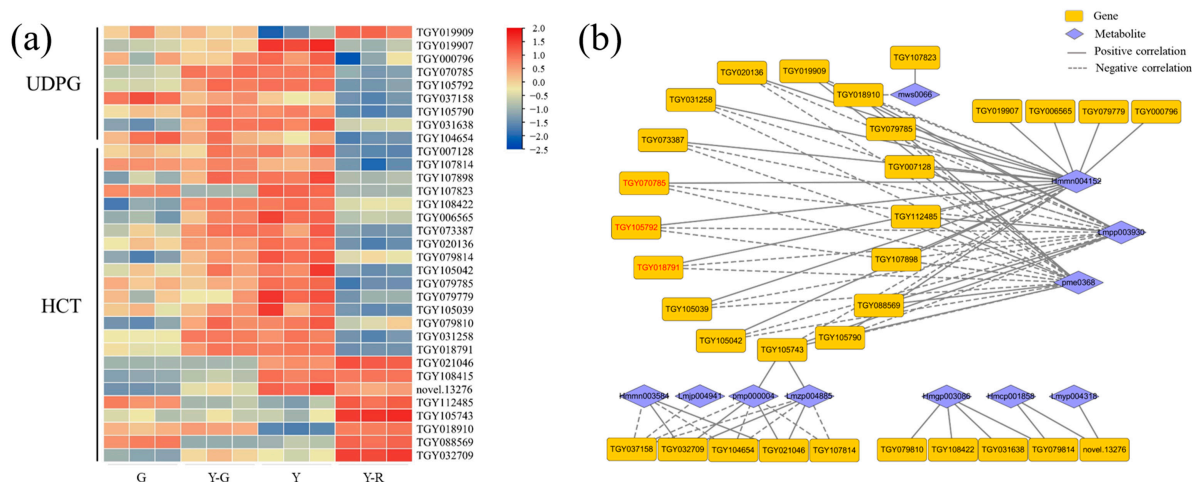 (a)
UDPG
HCT
TGY019909
TGY019907
TGY000796
TGY070785
TGY105792
TGY037158
TGY105790
TGY031638
TGY104654
TGY007128
TGY107814
TGY107898
TGY107823
TGY108422
TGY006565
TGY073387
TGY020136
TGY079814
TGY105042
TGY079785
TGY079779
TGY105039
TGY079810
TGY031258
TGY018791
TGY021046
TGY108415
novel.13276
TGY112485
TGY105743
TGY018910
TGY088569
TGY032709
G Y-G Y Y-R
2.0
1.5
1.0
0.5
0.0
−0.5
−1.0
−1.5
−2.0
−2.5
(b)
Gene
Metabolite
Positive correlation
Negative correlation
TGY107823
TGY020136
TGY019909
TGY018910
mws0066
TGY031258
TGY019907
TGY006565
TGY079779
TGY000796
TGY079785
TGY073387
TGY007128
TGY070785
Hmmn004152
TGY112485
TGY105792
Lmpp003930
TGY107898
TGY018791
pme0368
TGY088569
TGY105039
TGY105790
TGY105042
TGY105743
Hmmn003584
Lmjp004941
pmp000004
Lmzp004885
Hmgp003086
Hmcp001858
Lmyp004318
TGY037158
TGY032709
TGY104654
TGY021046
TGY107814
TGY079810
TGY108422
TGY031638
TGY079814
novel.13276